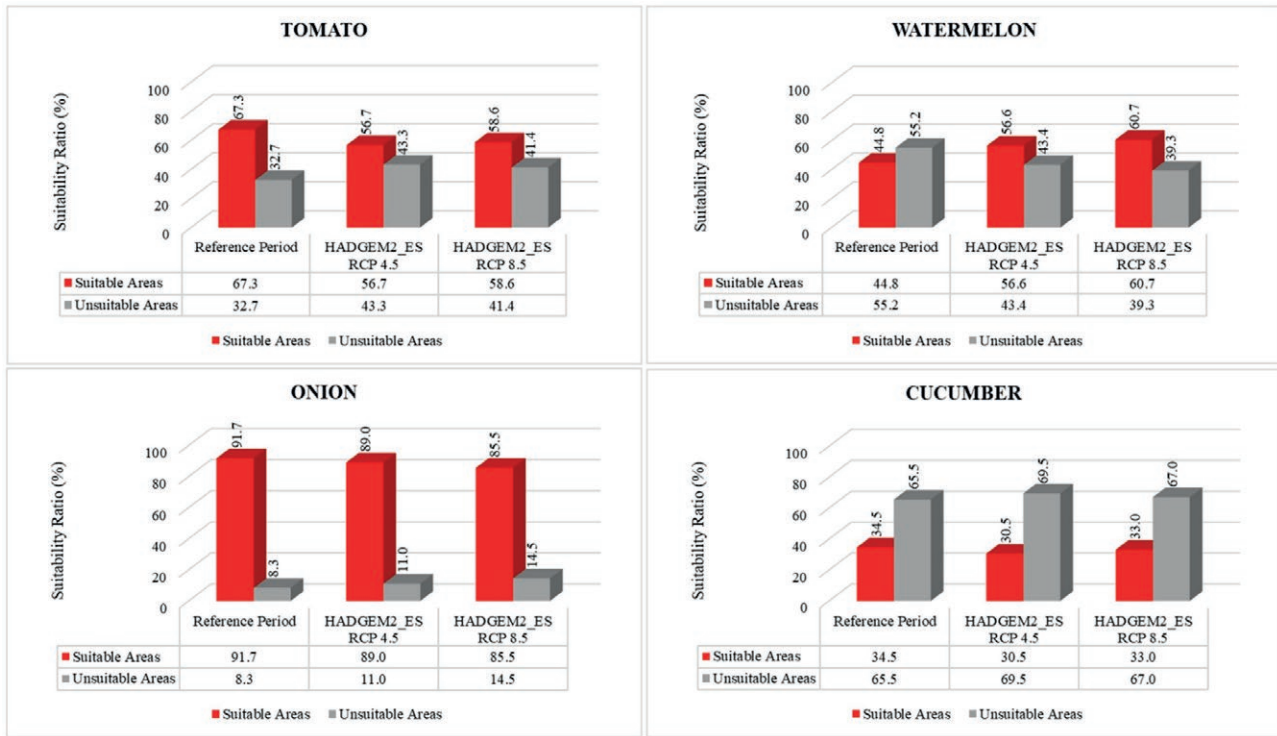 TOMATO
Suitability Ratio (%)
100
80
60
40
20
0
67.3
32.7
56.7
43.3
58.6
41.4
Reference Period HADGEM2_ES HADGEM2_ES
RCP 4.5 RCP 8.5
Suitable Areas 67.3 56.7 58.6
Unsuitable Areas 32.7 43.3 41.4
Suitable Areas Unsuitable Areas
WATERMELON
Suitability Ratio (%)
100
80
60
40
20
0
44.8
55.2
56.6
43.4
60.7
39.3
Reference Period HADGEM2_ES HADGEM2_ES
RCP 4.5 RCP 8.5
Suitable Areas 44.8 56.6 60.7
Unsuitable Areas 55.2 43.4 39.3
Suitable Areas Unsuitable Areas
ONION
Suitability Ratio (%)
100
80
60
40
20
0
91.7
8.3
89.0
11.0
85.5
14.5
Reference Period HADGEM2_ES HADGEM2_ES
RCP 4.5 RCP 8.5
Suitable Areas 91.7 89.0 85.5
Unsuitable Areas 8.3 11.0 14.5
Suitable Areas Unsuitable Areas
CUCUMBER
Suitability Ratio (%)
100
80
60
40
20
0
34.5
65.5
30.5
69.5
33.0
67.0
Reference Period HADGEM2_ES HADGEM2_ES
RCP 4.5 RCP 8.5
Suitable Areas 34.5 30.5 33.0
Unsuitable Areas 65.5 69.5 67.0
Suitable Areas Unsuitable Areas